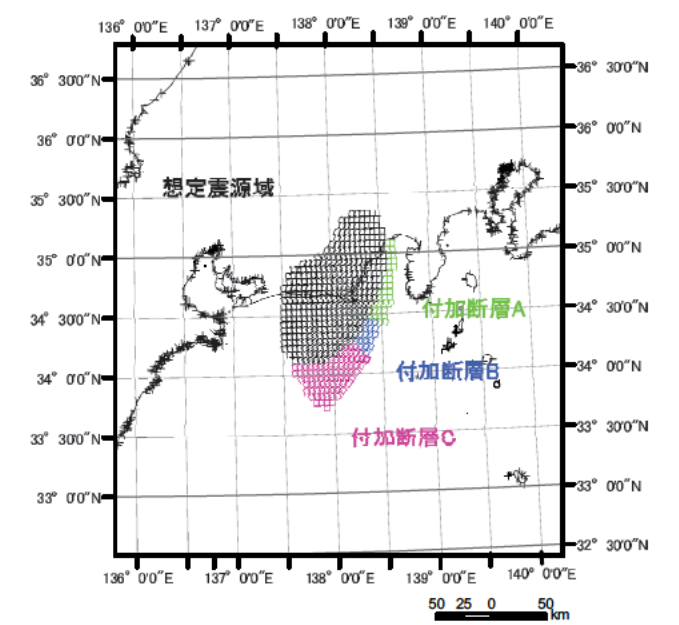 136° 0'0"E 137° 0'0"E 138° 0'0"E 139° 0'0"E 140° 0'0"E
36° 30'0"N 36° 30'0"N
36° 0'0"N 36° 0'0"N
想定震源域
35° 30'0"N 35° 30'0"N
35° 0'0"N 35° 0'0"N
34° 30'0"N 付加断層A 34° 30'0"N
34° 0'0"N 付加断層B 34° 0'0"N
33° 30'0"N 付加断層C 33° 30'0"N
33° 0'0"N 33° 0'0"N
32° 30'0"N
136° 0'0"E 137° 0'0"E 138° 0'0"E 139° 0'0"E 140° 0'0"E
50 25 0 50
km